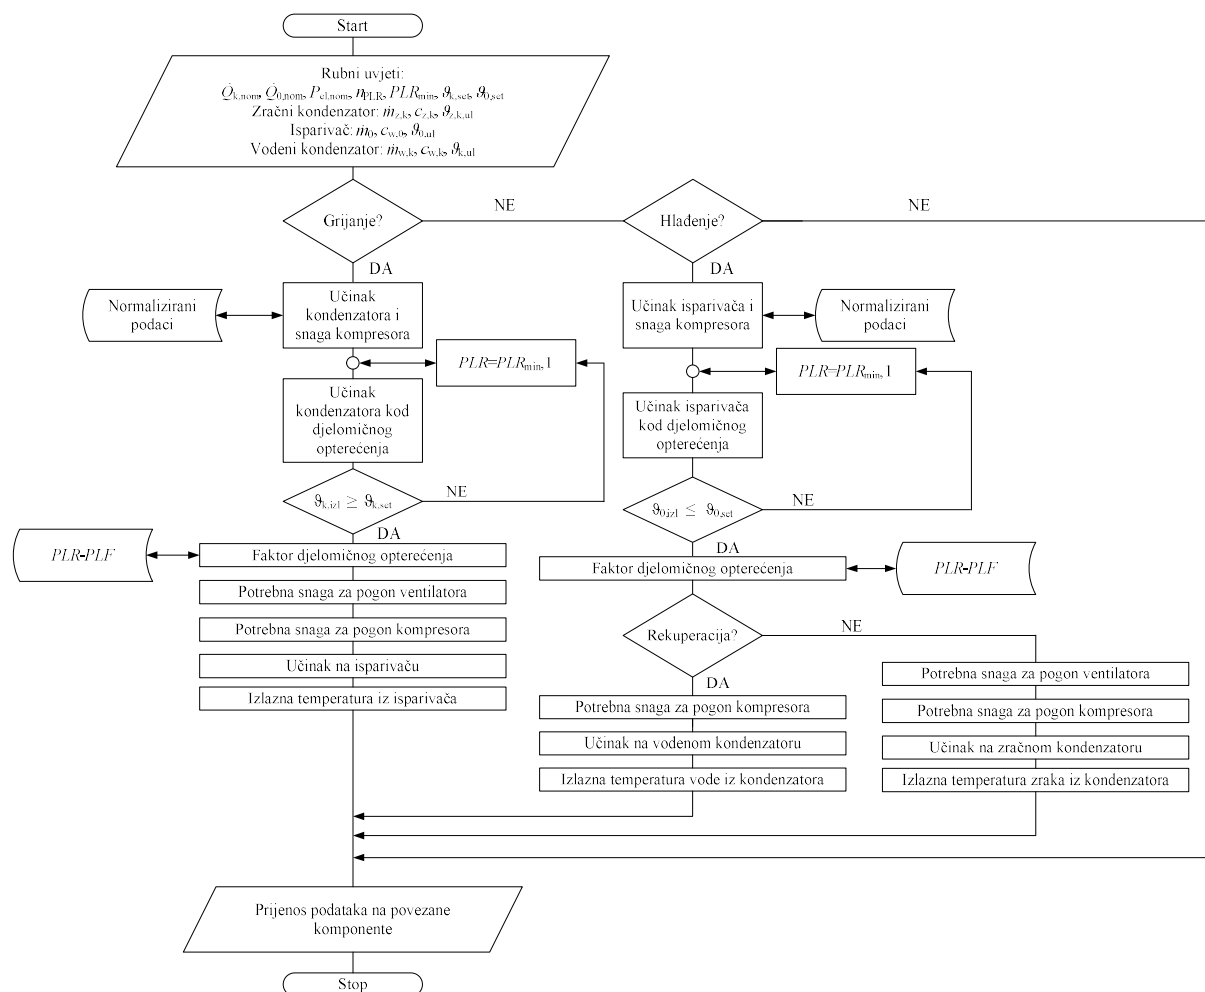 Start
Rubni uvjeti:
Q̇k,nom, Q̇0,nom, Pel,nom, nPLR, PLRmin, ϑk,set, ϑ0,set
Zračni kondenzator: ṁz,k, cz,k, ϑz,k,ul
Isparivač: ṁ0, cw,0, ϑ0,ul
Vodeni kondenzator: ṁw,k, cw,k, ϑk,ul
Grijanje?
NE
Hlađenje?
NE
DA
DA
Normalizirani
podaci
Učinak
kondenzatora i
snaga kompresora
Učinak isparivača i
snaga kompresora
Normalizirani
podaci
PLR=PLRmin,1
PLR=PLRmin,1
Učinak
kondenzatora kod
djelomičnog
opterećenja
Učinak isparivača
kod djelomičnog
opterećenja
ϑk,izl ≥ ϑk,set
NE
ϑ0,izl ≤ ϑ0,set
NE
DA
DA
PLR-PLF
Faktor djelomičnog opterećenja
Faktor djelomičnog opterećenja
PLR-PLF
Potrebna snaga za pogon ventilatora
Potrebna snaga za pogon kompresora
Učinak na isparivaču
Izlazna temperatura iz isparivača
Rekuperacija?
NE
DA
Potrebna snaga za pogon kompresora
Učinak na vodenom kondenzatoru
Izlazna temperatura vode iz kondenzatora
Potrebna snaga za pogon ventilatora
Potrebna snaga za pogon kompresora
Učinak na zračnom kondenzatoru
Izlazna temperatura zraka iz kondenzatora
Prijenos podataka na povezane
komponente
Stop